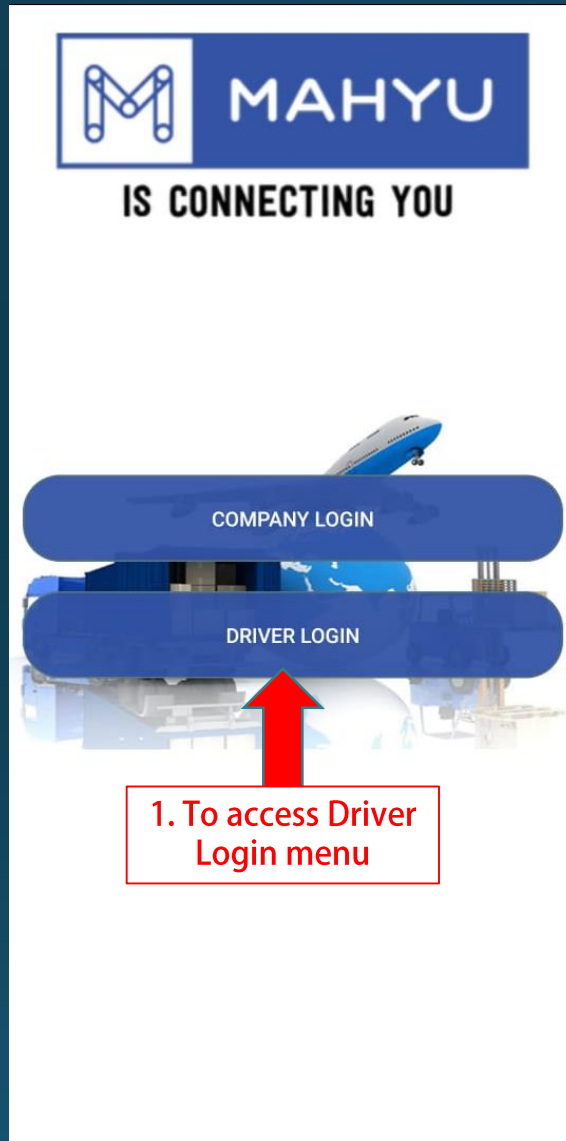 MAHYU
IS CONNECTING YOU
COMPANY LOGIN
DRIVER LOGIN
1. To access Driver
Login menu